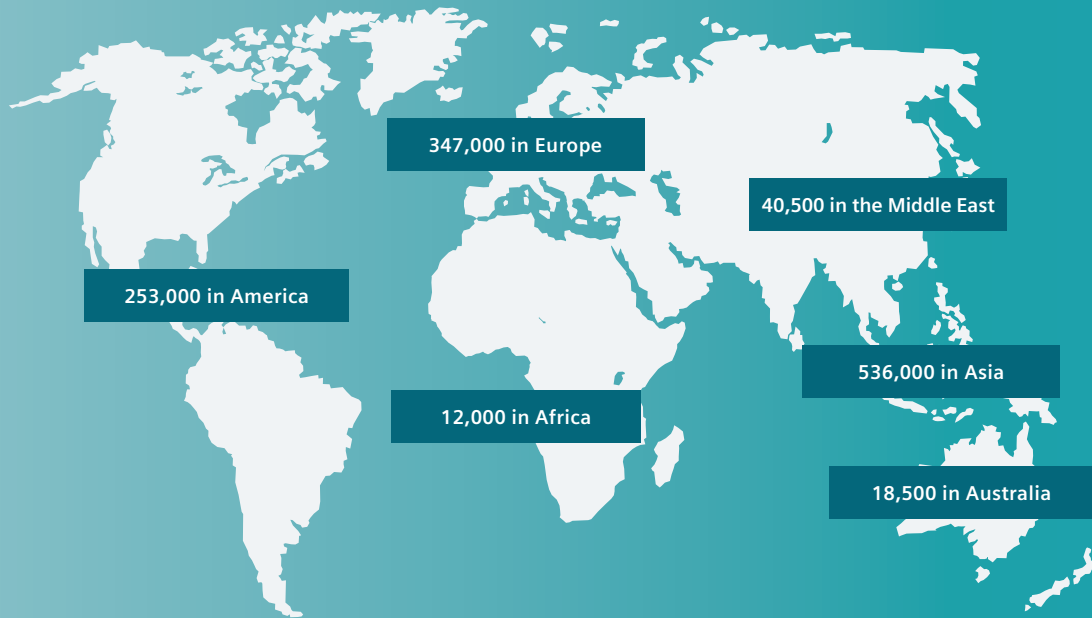 347,000 in Europe
40,500 in the Middle East
253,000 in America
536,000 in Asia
12,000 in Africa
18,500 in Australia